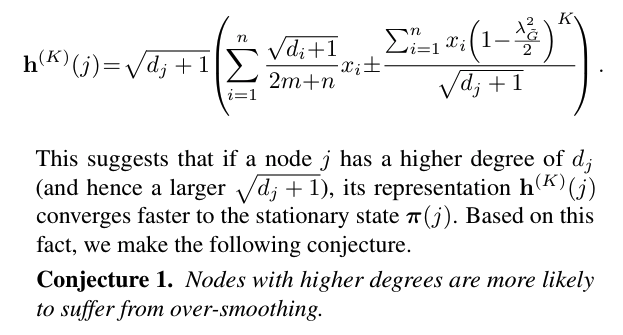 h^{(K)}(j)=\sqrt{d_j+1}\left(\sum_{i=1}^{n}\frac{\sqrt{d_i+1}}{2m+n}x_i\pm\frac{\sum_{i=1}^{n}x_i\left(1-\frac{\lambda_{\tilde{G}}^{2}}{2}\right)^{K}}{\sqrt{d_j+1}}\right).
This suggests that if a node j has a higher degree of d_j
(and hence a larger \sqrt{d_j+1}), its representation h^{(K)}(j)
converges faster to the stationary state π(j). Based on this
fact, we make the following conjecture.
Conjecture 1. Nodes with higher degrees are more likely
to suffer from over-smoothing.